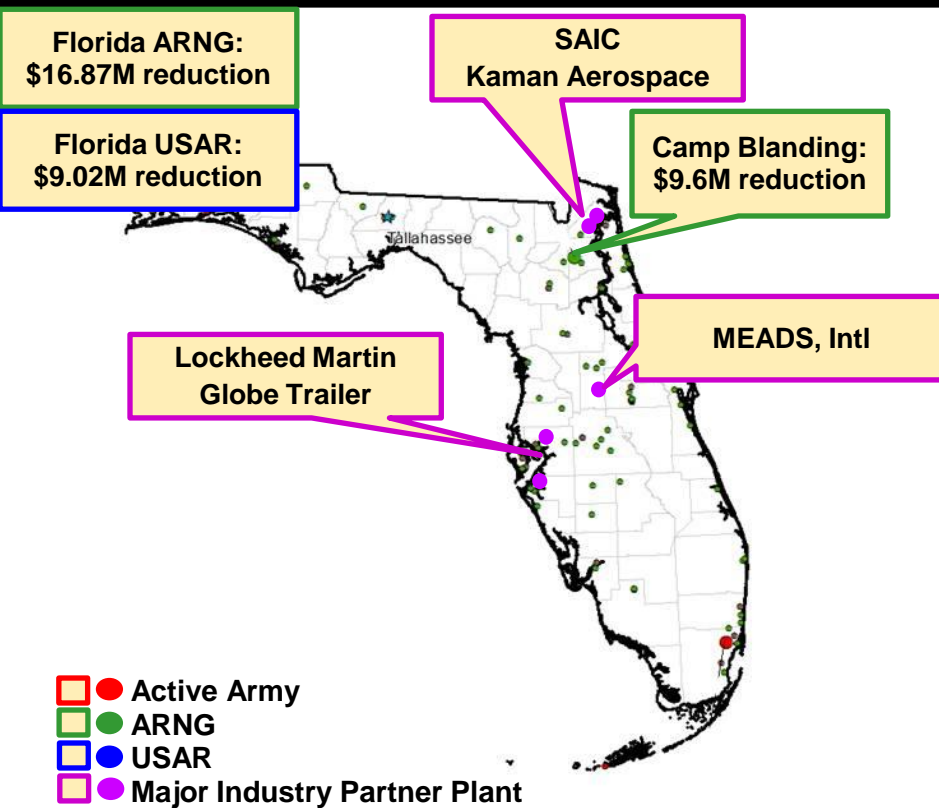 Florida ARNG:
$16.87M reduction
SAIC
Kaman Aerospace
Florida USAR:
$9.02M reduction
Camp Blanding:
$9.6M reduction
Tallahassee
MEADS, Intl
Lockheed Martin
Globe Trailer
Active Army
ARNG
USAR
Major Industry Partner Plant